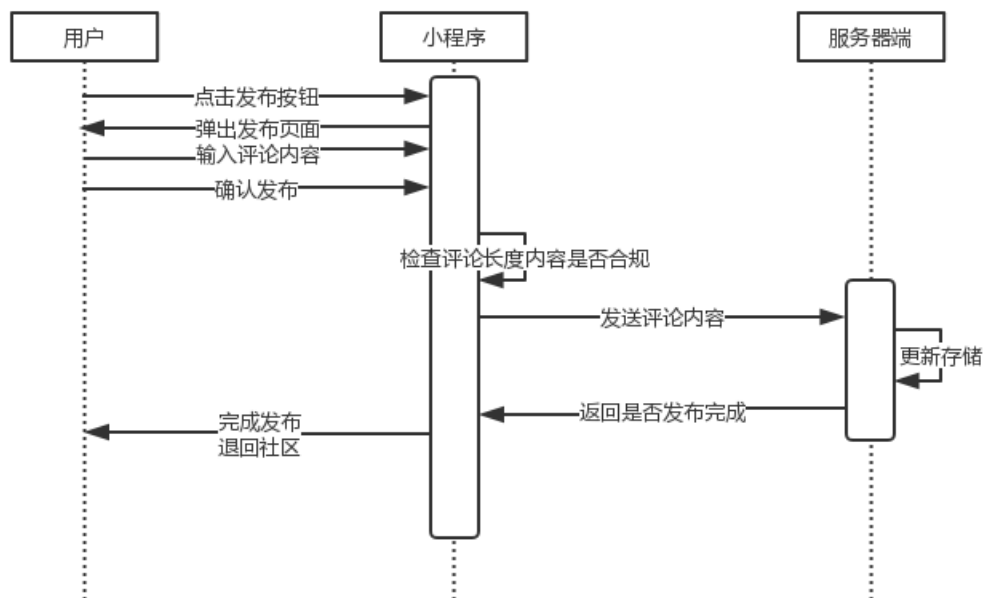 用户
小程序
服务器端
点击发布按钮
弹出发布页面
输入评论内容
确认发布
检查评论长度内容是否合规
发送评论内容
更新存储
返回是否发布完成
完成发布
退回社区